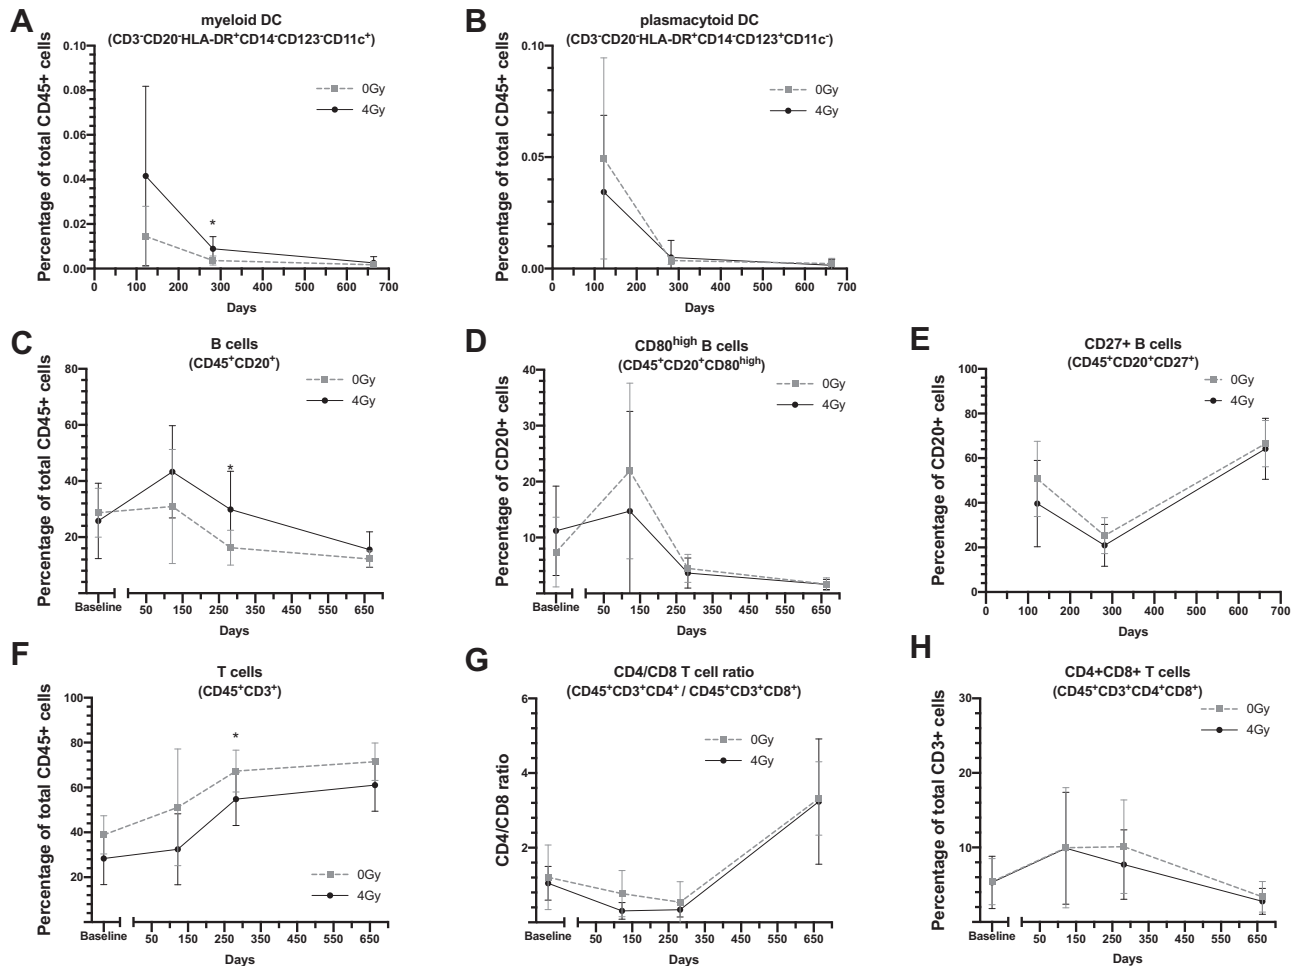 A
myeloid DC
(CD3⁻CD20⁻HLA-DR⁺CD14⁻CD123⁻CD11c⁺)
Percentage of total CD45+ cells
0.10
0.08
0.06
0.04
0.02
0.00
0Gy
4Gy
*
0 100 200 300 400 500 600 700
Days
B
plasmacytoid DC
(CD3⁻CD20⁻HLA-DR⁺CD14⁻CD123⁺CD11c⁻)
Percentage of total CD45+ cells
0.10
0.05
0.00
0Gy
4Gy
0 100 200 300 400 500 600 700
Days
C
B cells
(CD45⁺CD20⁺)
Percentage of total CD45+ cells
80
60
40
20
0Gy
4Gy
*
Baseline 50 150 250 350 450 550 650
Days
D
CD80ʰⁱᵍʰ B cells
(CD45⁺CD20⁺CD80ʰⁱᵍʰ)
Percentage of CD20+ cells
40
30
20
10
0Gy
4Gy
Baseline 50 150 250 350 450 550 650
Days
E
CD27+ B cells
(CD45⁺CD20⁺CD27⁺)
Percentage of CD20+ cells
100
80
60
40
20
0
0Gy
4Gy
0 100 200 300 400 500 600 700
Days
F
T cells
(CD45⁺CD3⁺)
Percentage of total CD45+ cells
100
80
60
40
20
*
0Gy
4Gy
Baseline 50 150 250 350 450 550 650
Days
G
CD4/CD8 T cell ratio
(CD45⁺CD3⁺CD4⁺ / CD45⁺CD3⁺CD8⁺)
CD4/CD8 ratio
6
4
2
0Gy
4Gy
Baseline 50 150 250 350 450 550 650
Days
H
CD4+CD8+ T cells
(CD45⁺CD3⁺CD4⁺CD8⁺)
Percentage of total CD3+ cells
30
20
10
0Gy
4Gy
Baseline 50 150 250 350 450 550 650
Days